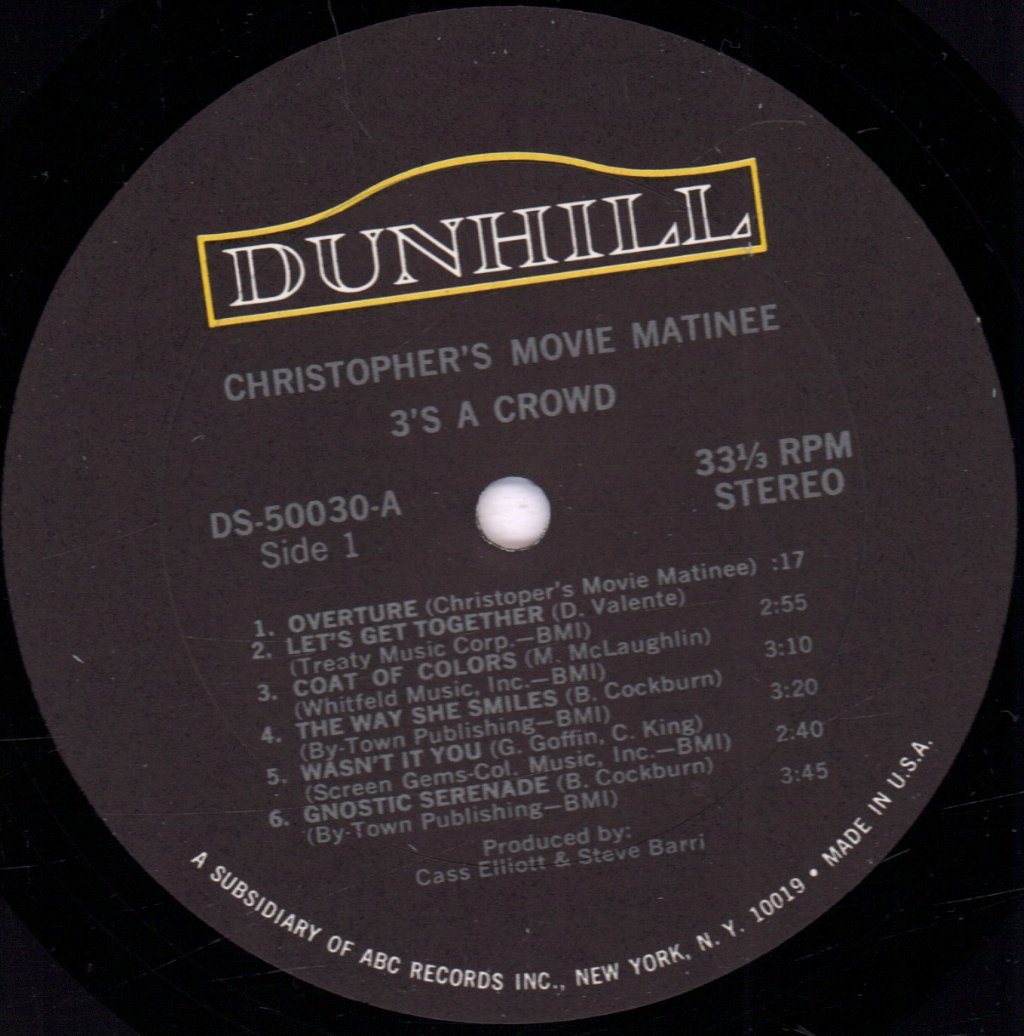 DUNHILL
CHRISTOPHER'S MOVIE MATINEE
3'S A CROWD
33⅓ RPM
STEREO
DS-50030-A
Side 1
1. OVERTURE (Christoper's Movie Matinee) :17
2. LET'S GET TOGETHER (D. Valente) 2:55
(Treaty Music Corp.—BMI)
3. COAT OF COLORS (M. McLaughlin) 3:10
(Whitfeld Music, Inc.—BMI)
4. THE WAY SHE SMILES (B. Cockburn) 3:20
(By-Town Publishing—BMI)
5. WASN'T IT YOU (G. Goffin, C. King) 2:40
(Screen Gems-Col. Music, Inc.—BMI)
6. GNOSTIC SERENADE (B. Cockburn) 3:45
(By-Town Publishing—BMI)
Produced by:
Cass Elliott & Steve Barri
A SUBSIDIARY OF ABC RECORDS INC., NEW YORK, N. Y. 10019 • MADE IN U.S.A.